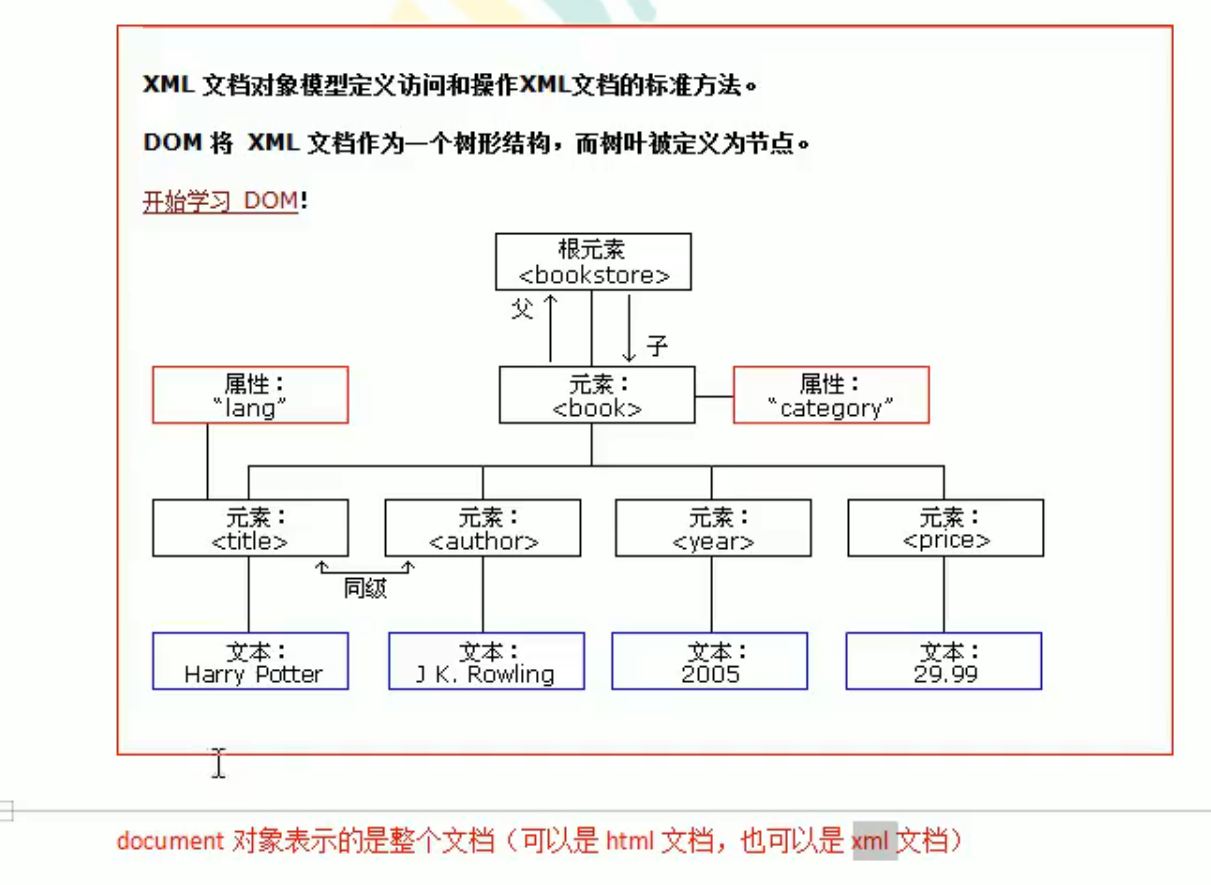 XML 文档对象模型定义访问和操作XML文档的标准方法。
DOM 将 XML 文档作为一个树形结构，而树叶被定义为节点。
开始学习 DOM!
根元素
<bookstore>
父
子
属性：
“lang”
元素：
<book>
属性：
“category”
元素：
<title>
元素：
<author>
元素：
<year>
元素：
<price>
同级
文本：
Harry Potter
文本：
J K. Rowling
文本：
2005
文本：
29.99
document 对象表示的是整个文档（可以是 html 文档，也可以是 xml 文档）